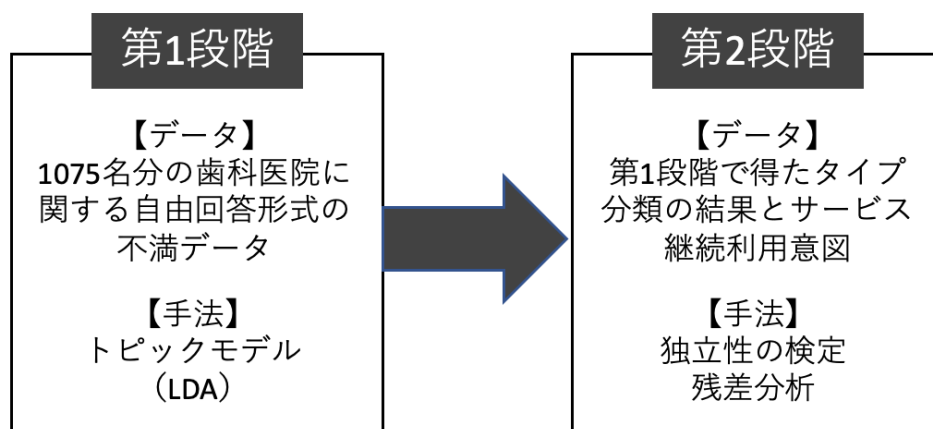 第1段階
【データ】
1075名分の歯科医院に
関する自由回答形式の
不満データ
【手法】
トピックモデル
（LDA）
第2段階
【データ】
第1段階で得たタイプ
分類の結果とサービス
継続利用意図
【手法】
独立性の検定
残差分析